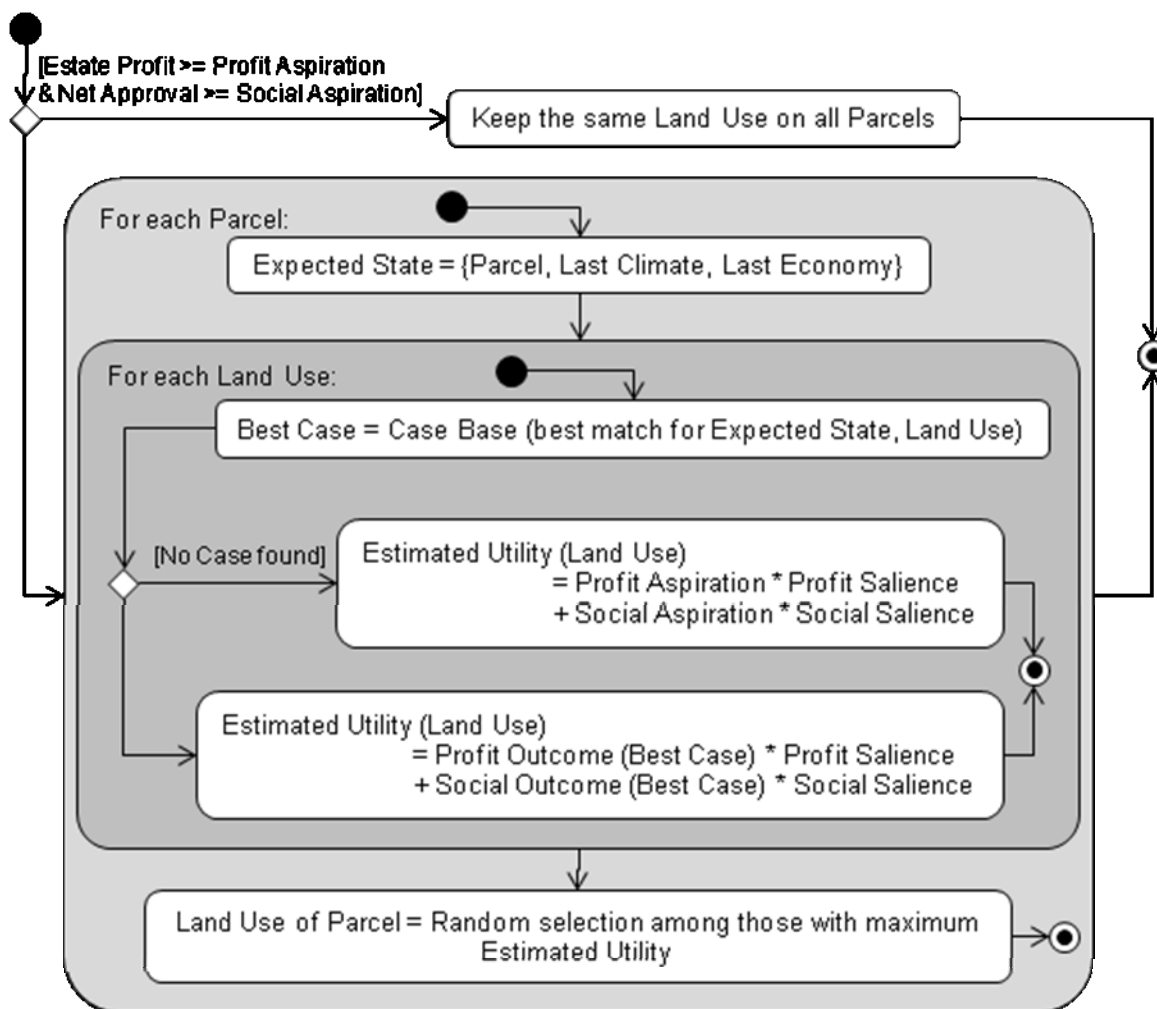 [Estate Profit >= Profit Aspiration
& Net Approval >= Social Aspiration]
Keep the same Land Use on all Parcels
For each Parcel:
Expected State = {Parcel, Last Climate, Last Economy}
For each Land Use:
Best Case = Case Base (best match for Expected State, Land Use)
[No Case found]
Estimated Utility (Land Use)
= Profit Aspiration * Profit Salience
+ Social Aspiration * Social Salience
Estimated Utility (Land Use)
= Profit Outcome (Best Case) * Profit Salience
+ Social Outcome (Best Case) * Social Salience
Land Use of Parcel = Random selection among those with maximum
Estimated Utility